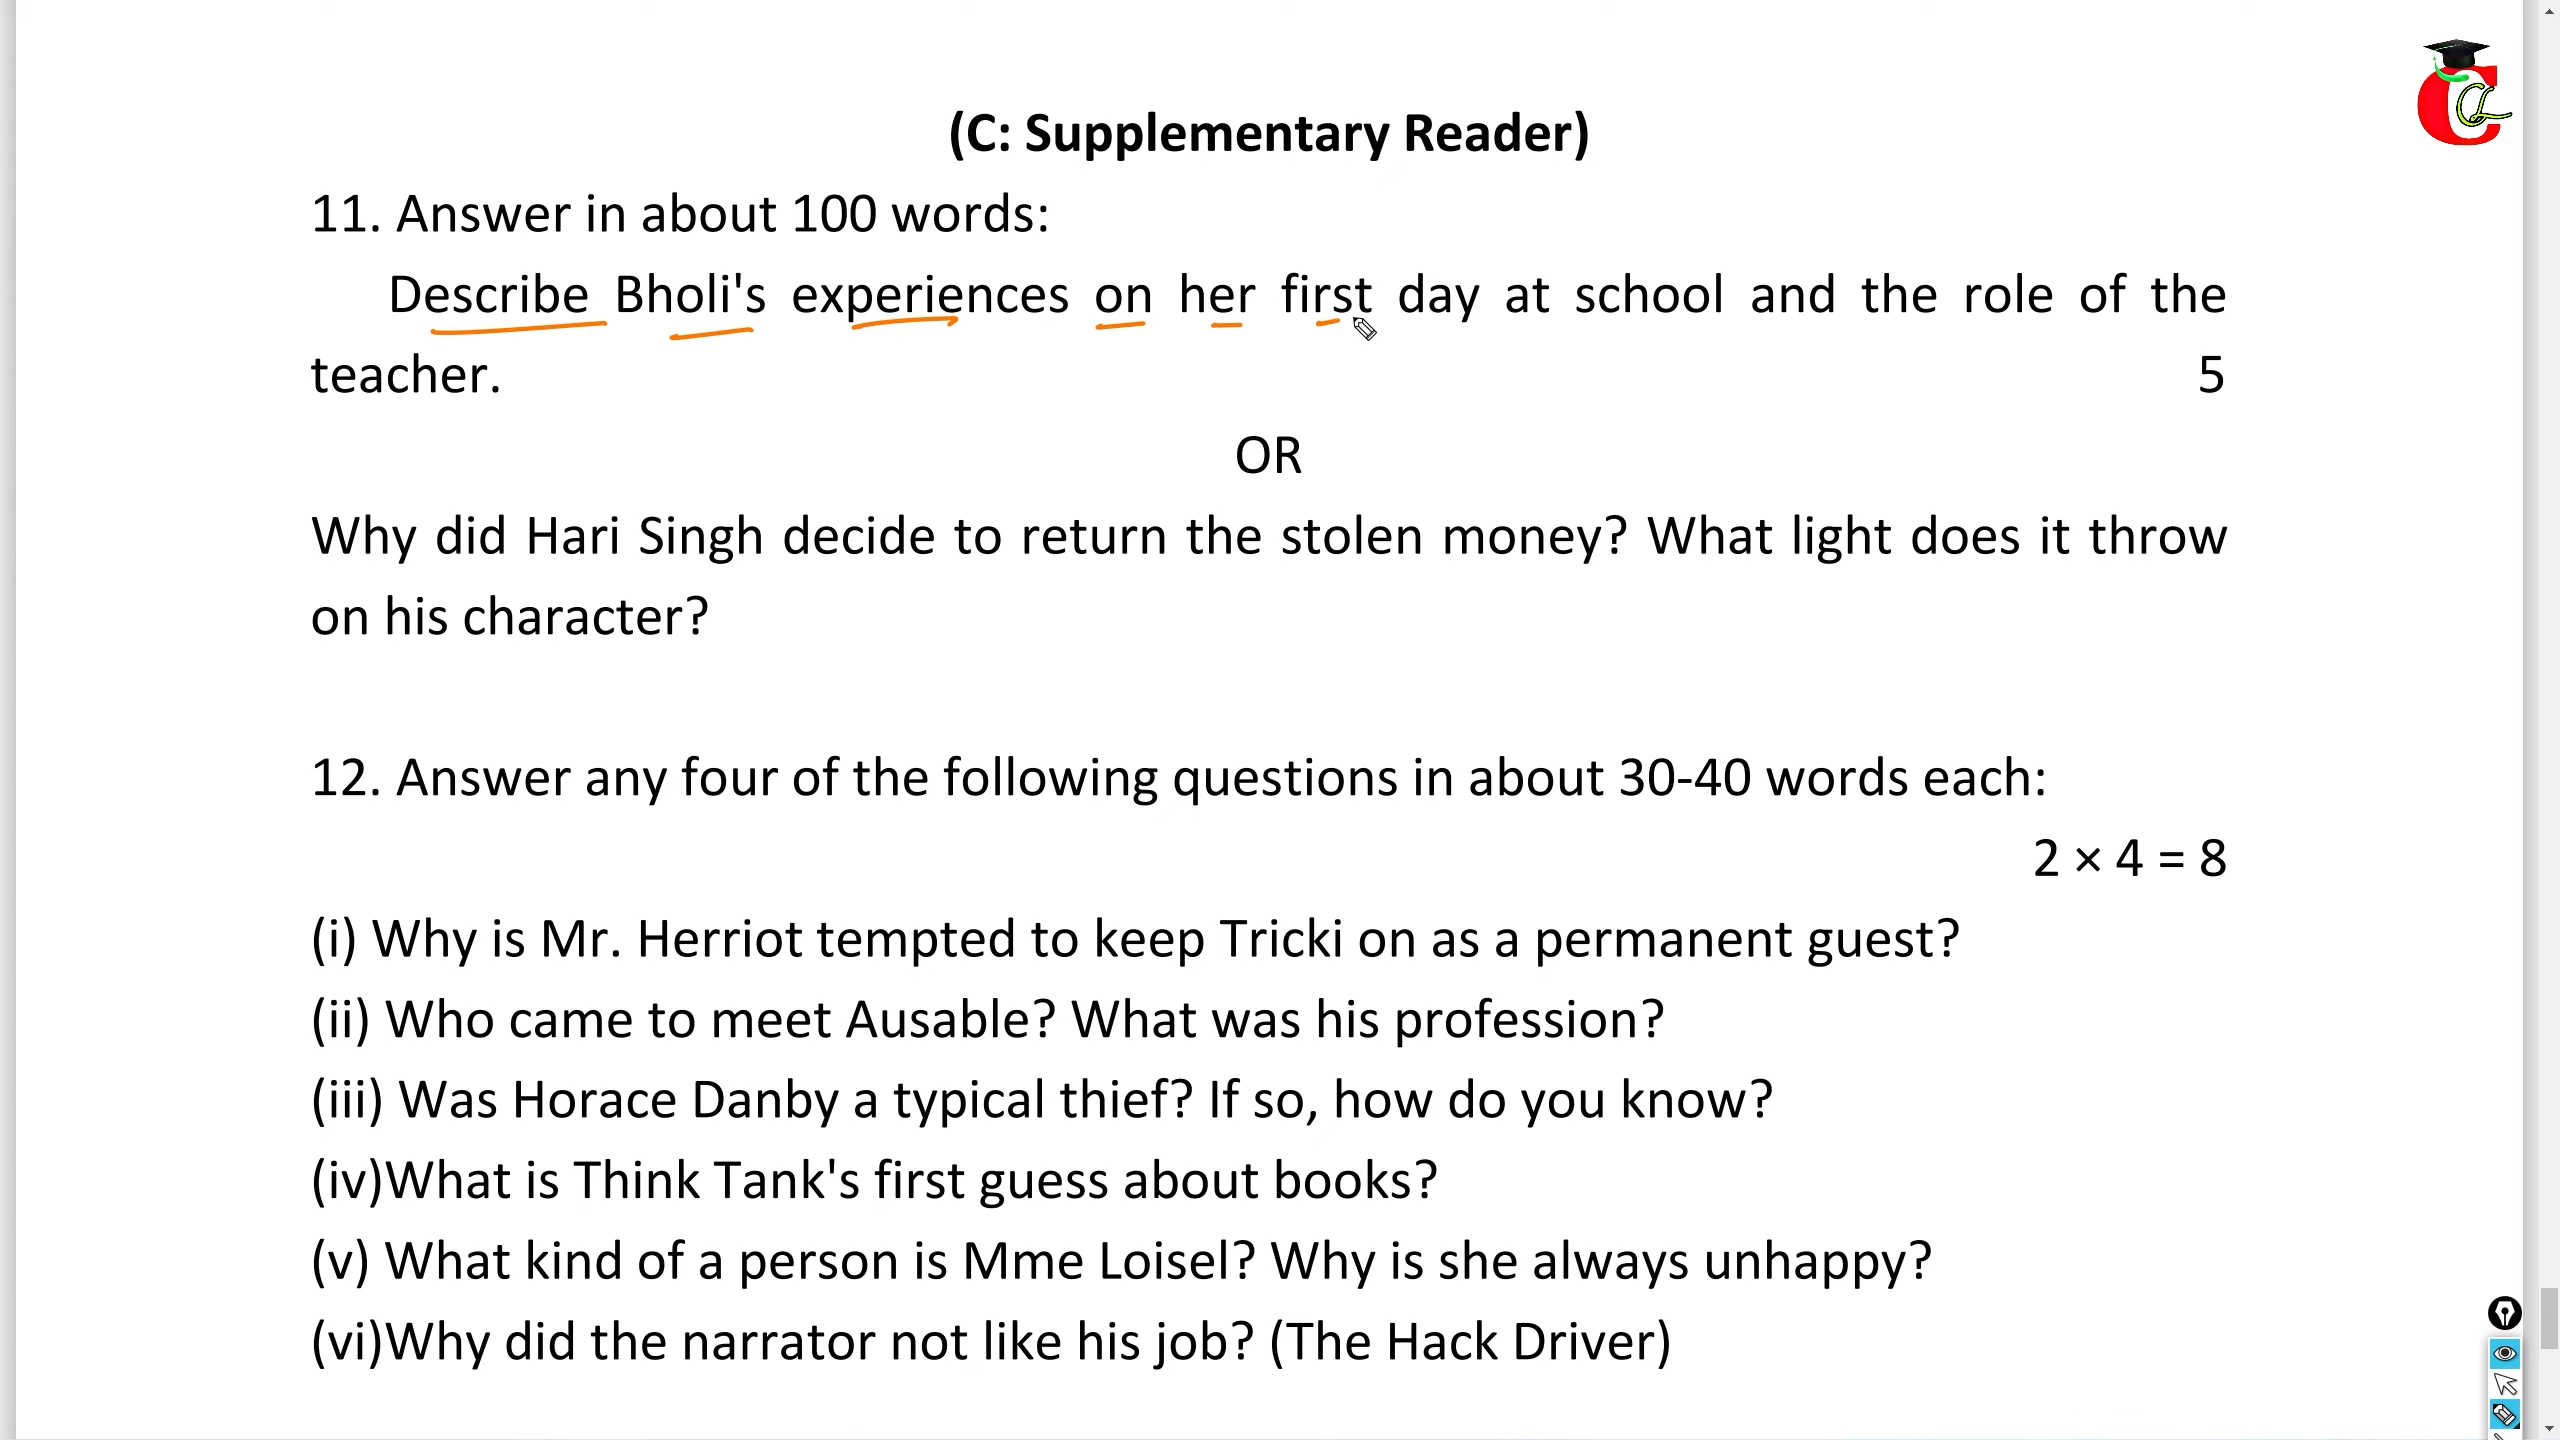 (C: Supplementary Reader)
11. Answer in about 100 words:
Describe Bholi's experiences on her first day at school and the role of the
teacher. 5
OR
Why did Hari Singh decide to return the stolen money? What light does it throw
on his character?
12. Answer any four of the following questions in about 30-40 words each:
2 × 4 = 8
(i) Why is Mr. Herriot tempted to keep Tricki on as a permanent guest?
(ii) Who came to meet Ausable? What was his profession?
(iii) Was Horace Danby a typical thief? If so, how do you know?
(iv)What is Think Tank's first guess about books?
(v) What kind of a person is Mme Loisel? Why is she always unhappy?
(vi)Why did the narrator not like his job? (The Hack Driver)